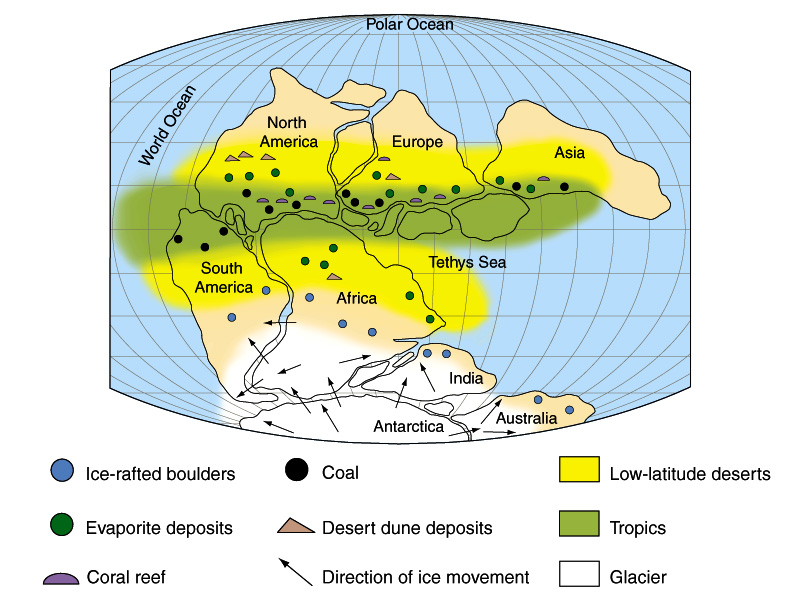 Polar Ocean
World Ocean
North
America
Europe
Asia
South
America
Africa
Tethys Sea
India
Australia
Antarctica
Ice-rafted boulders
Coal
Low-latitude deserts
Evaporite deposits
Desert dune deposits
Tropics
Coral reef
Direction of ice movement
Glacier